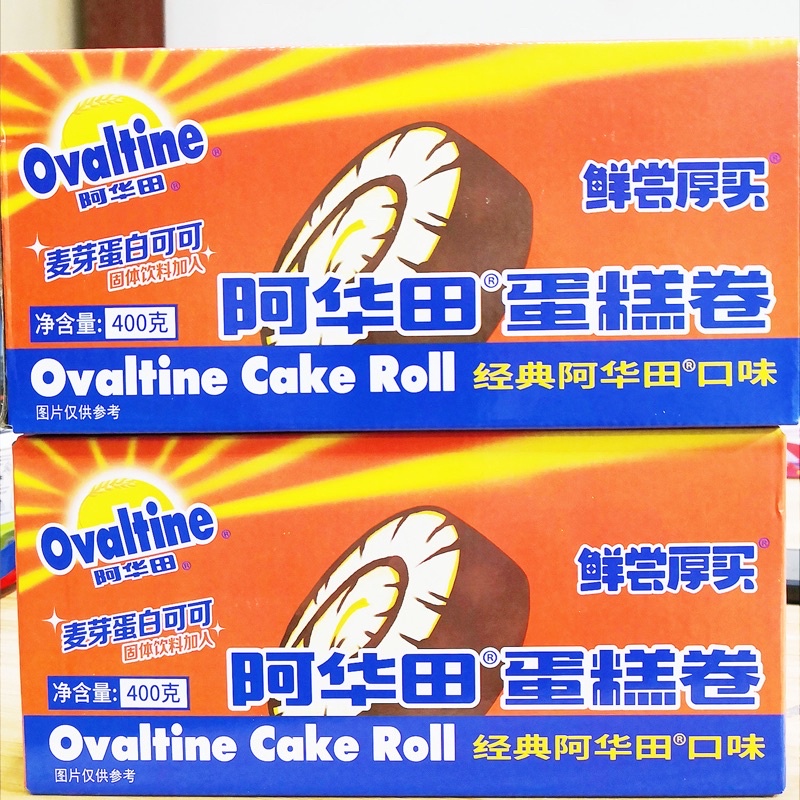 Ovaltine®
阿华田®
鲜尝厚买®
麦芽蛋白可可
固体饮料加入
阿华田®蛋糕卷
净含量: 400克
Ovaltine Cake Roll 经典阿华田®口味
图片仅供参考
Ovaltine®
阿华田®
鲜尝厚买®
麦芽蛋白可可
固体饮料加入
阿华田®蛋糕卷
净含量: 400克
Ovaltine Cake Roll 经典阿华田®口味
图片仅供参考